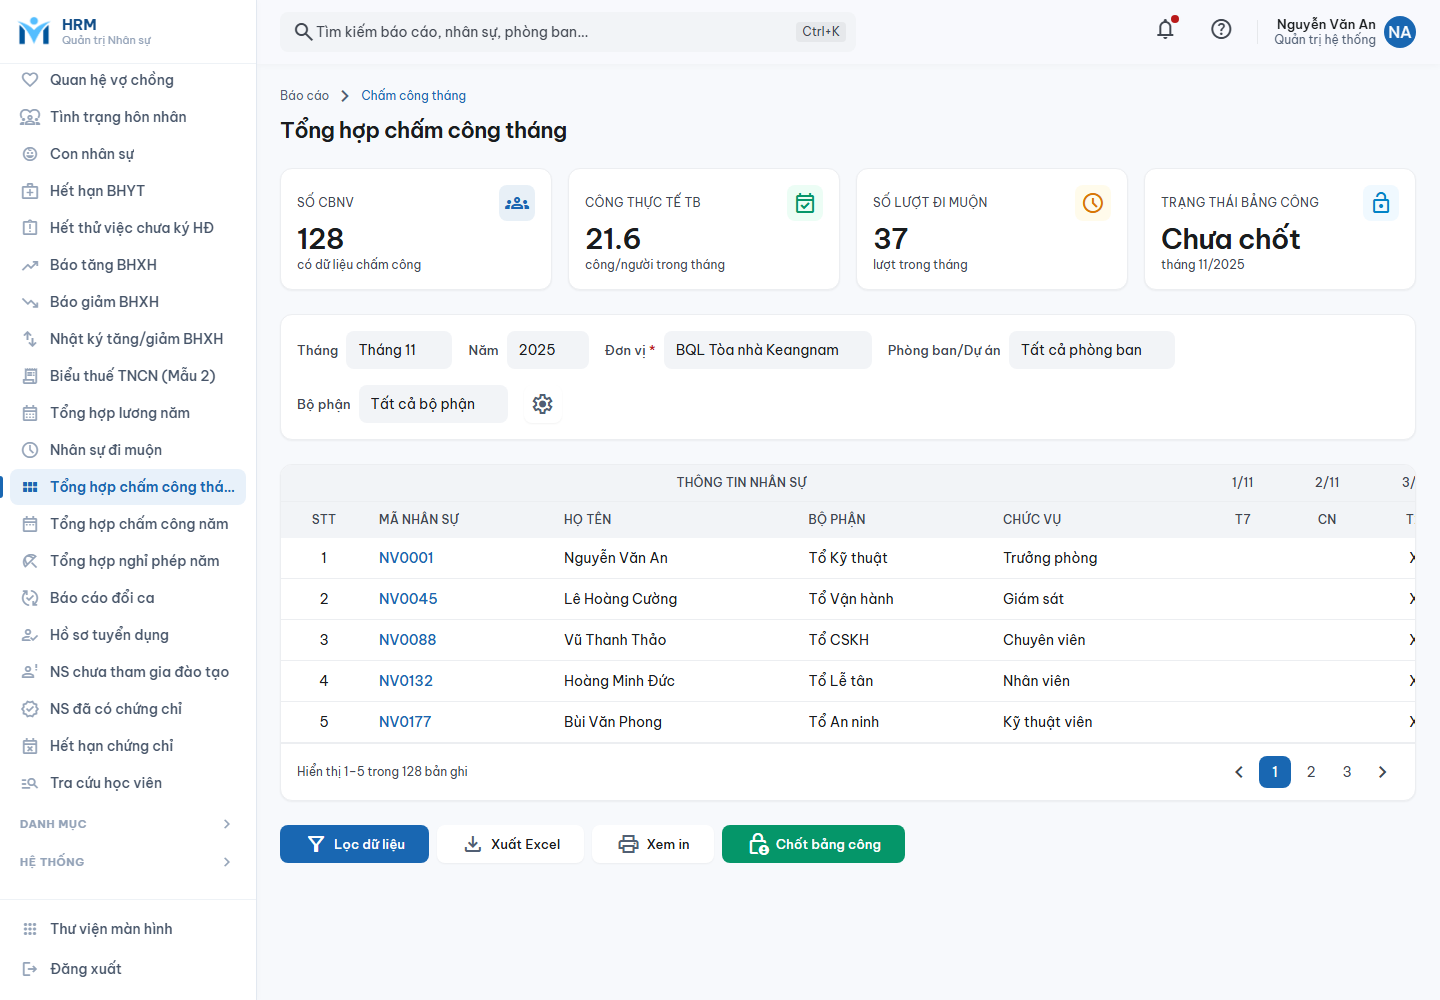 HRM
Quản trị Nhân sự
Quan hệ vợ chồng
Tình trạng hôn nhân
Con nhân sự
Hết hạn BHYT
Hết thử việc chưa ký HĐ
Báo tăng BHXH
Báo giảm BHXH
Nhật ký tăng/giảm BHXH
Biểu thuế TNCN (Mẫu 2)
Tổng hợp lương năm
Nhân sự đi muộn
Tổng hợp chấm công thá...
Tổng hợp chấm công năm
Tổng hợp nghỉ phép năm
Báo cáo đổi ca
Hồ sơ tuyển dụng
NS chưa tham gia đào tạo
NS đã có chứng chỉ
Hết hạn chứng chỉ
Tra cứu học viên
DANH MỤC
HỆ THỐNG
Thư viện màn hình
Đăng xuất
Tìm kiếm báo cáo, nhân sự, phòng ban... Ctrl+K
Nguyễn Văn An
Quản trị hệ thống
NA
Báo cáo > Chấm công tháng
Tổng hợp chấm công tháng
SỐ CBNV
128
có dữ liệu chấm công
CÔNG THỰC TẾ TB
21.6
công/người trong tháng
SỐ LƯỢT ĐI MUỘN
37
lượt trong tháng
TRẠNG THÁI BẢNG CÔNG
Chưa chốt
tháng 11/2025
Tháng Tháng 11 Năm 2025 Đơn vị * BQL Tòa nhà Keangnam Phòng ban/Dự án Tất cả phòng ban
Bộ phận Tất cả bộ phận
THÔNG TIN NHÂN SỰ 1/11 2/11 3/
STT MÃ NHÂN SỰ HỌ TÊN BỘ PHẬN CHỨC VỤ T7 CN T
1 NV0001 Nguyễn Văn An Tổ Kỹ thuật Trưởng phòng X
2 NV0045 Lê Hoàng Cường Tổ Vận hành Giám sát X
3 NV0088 Vũ Thanh Thảo Tổ CSKH Chuyên viên X
4 NV0132 Hoàng Minh Đức Tổ Lễ tân Nhân viên X
5 NV0177 Bùi Văn Phong Tổ An ninh Kỹ thuật viên X
Hiển thị 1–5 trong 128 bản ghi
1 2 3
Lọc dữ liệu Xuất Excel Xem in Chốt bảng công